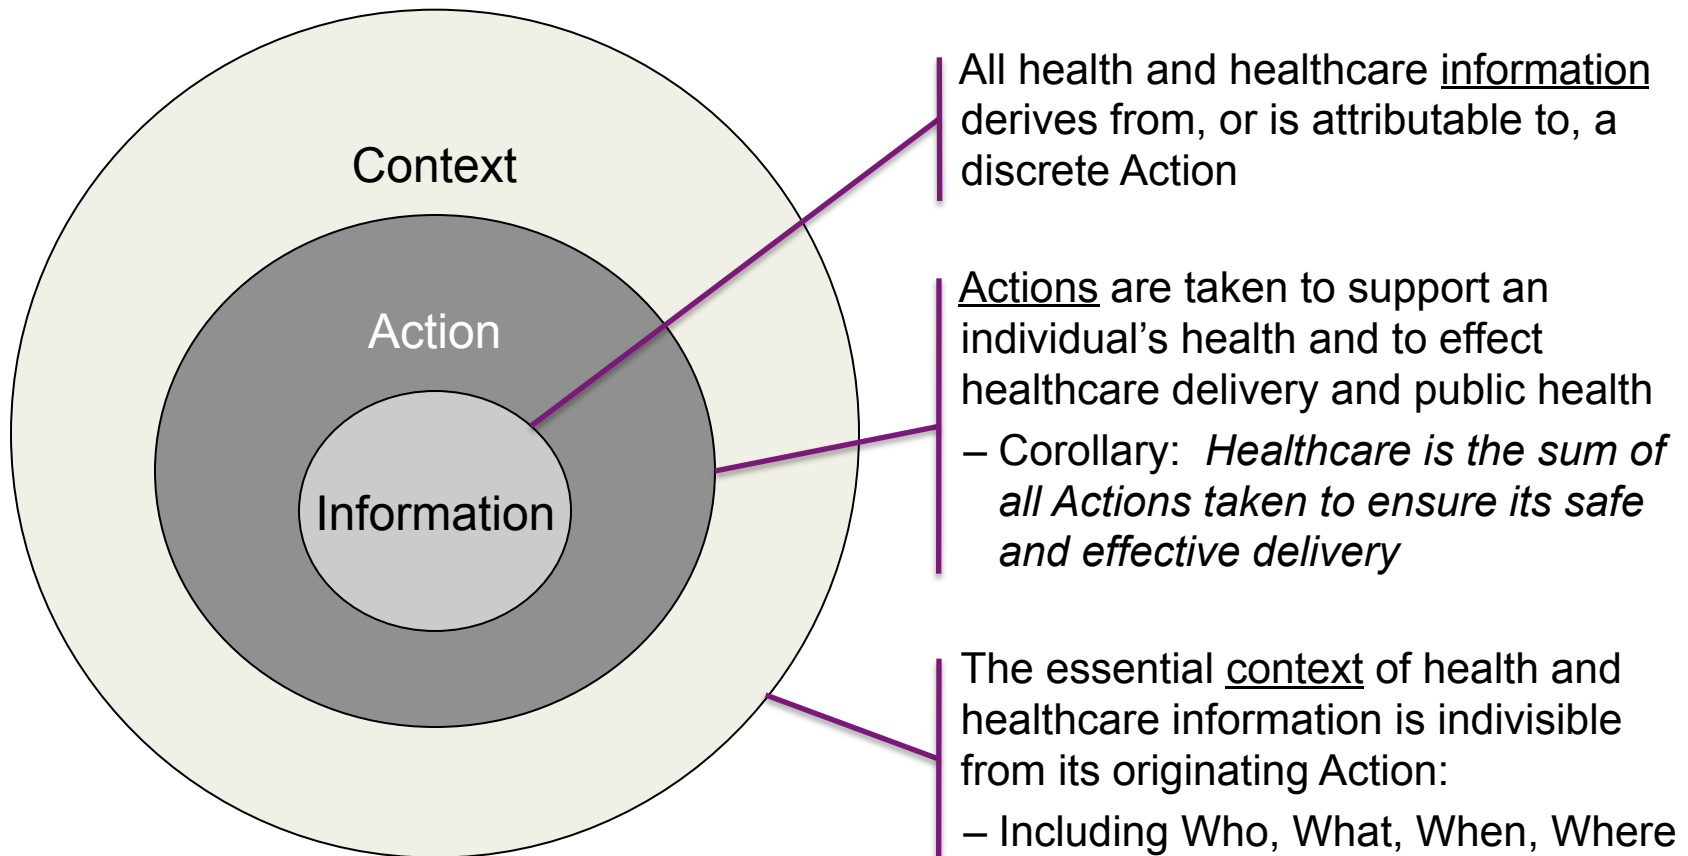 Context
Action
Information
All health and healthcare information
derives from, or is attributable to, a
discrete Action
Actions are taken to support an
individual’s health and to effect
healthcare delivery and public health
– Corollary:  Healthcare is the sum of
all Actions taken to ensure its safe
and effective delivery
The essential context of health and
healthcare information is indivisible
from its originating Action:
– Including Who, What, When, Where